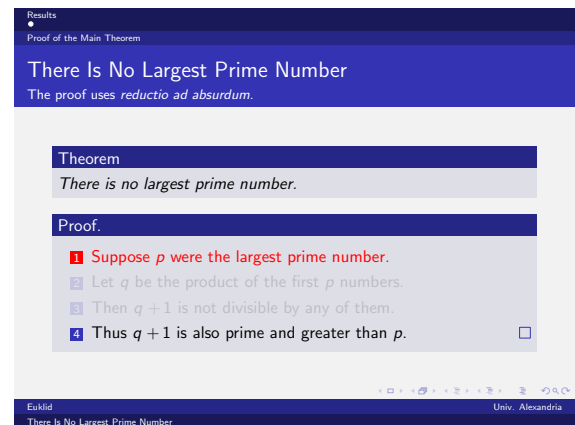 Results
Proof of the Main Theorem
There Is No Largest Prime Number
The proof uses reductio ad absurdum.
Theorem
There is no largest prime number.
Proof.
1 Suppose p were the largest prime number.
2 Let q be the product of the first p numbers.
3 Then q + 1 is not divisible by any of them.
4 Thus q + 1 is also prime and greater than p.
Euklid Univ. Alexandria
There Is No Largest Prime Number